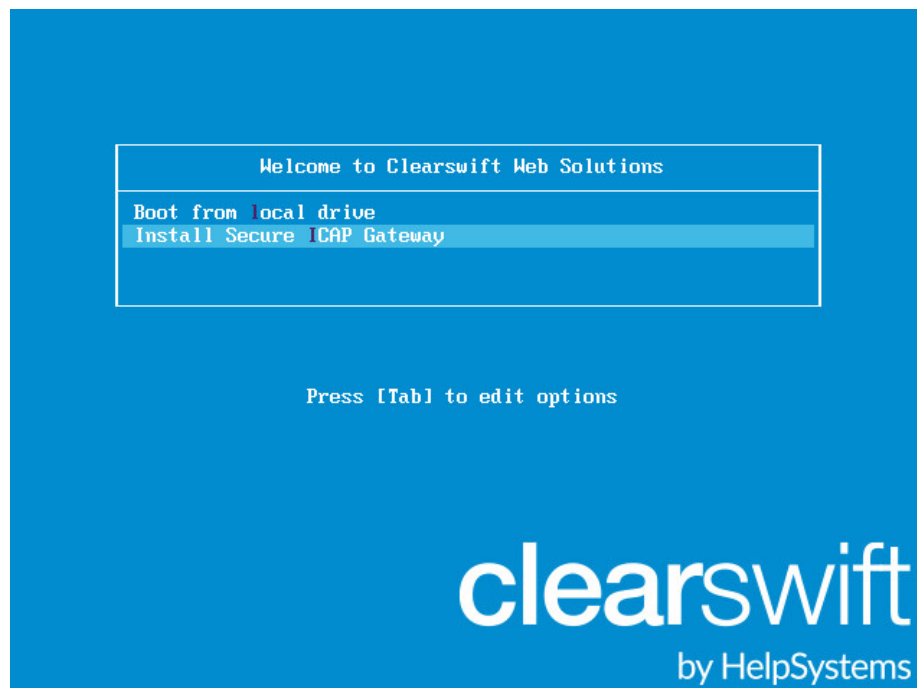 Welcome to Clearswift Web Solutions
Boot from local drive
Install Secure ICAP Gateway
Press [Tab] to edit options
clearswift
by HelpSystems